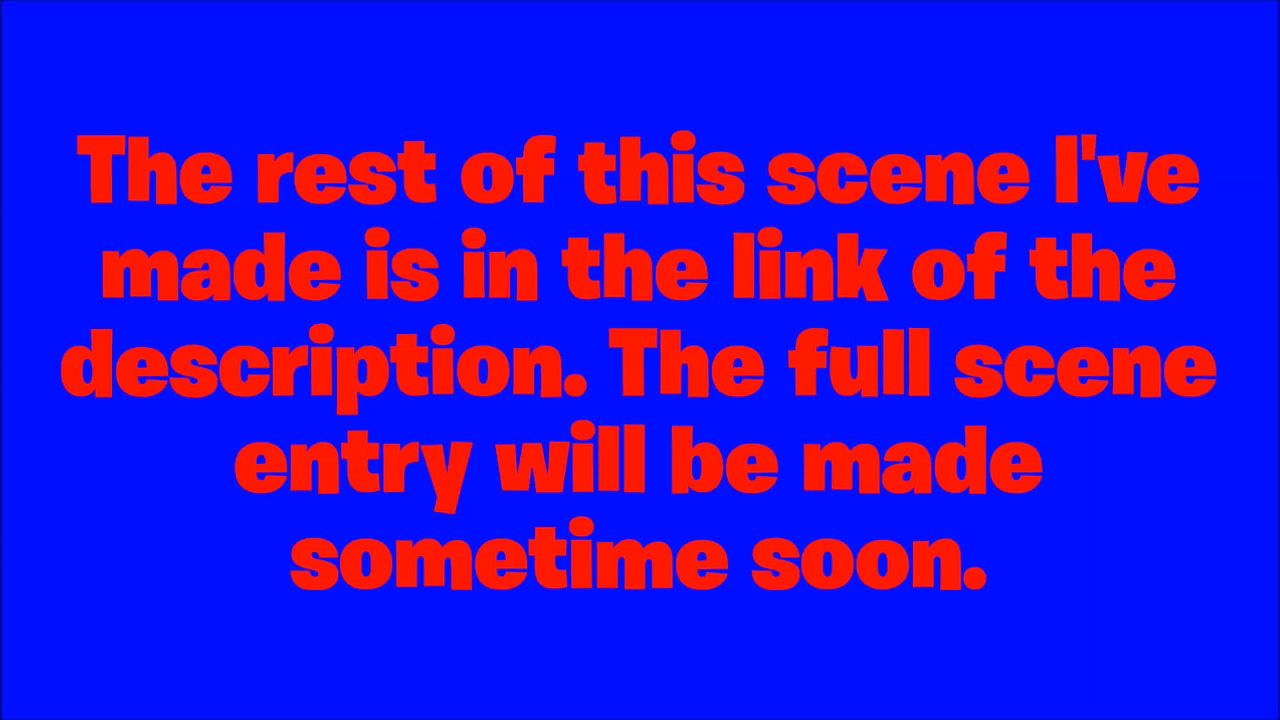 The rest of this scene I've
made is in the link of the
description. The full scene
entry will be made
sometime soon.